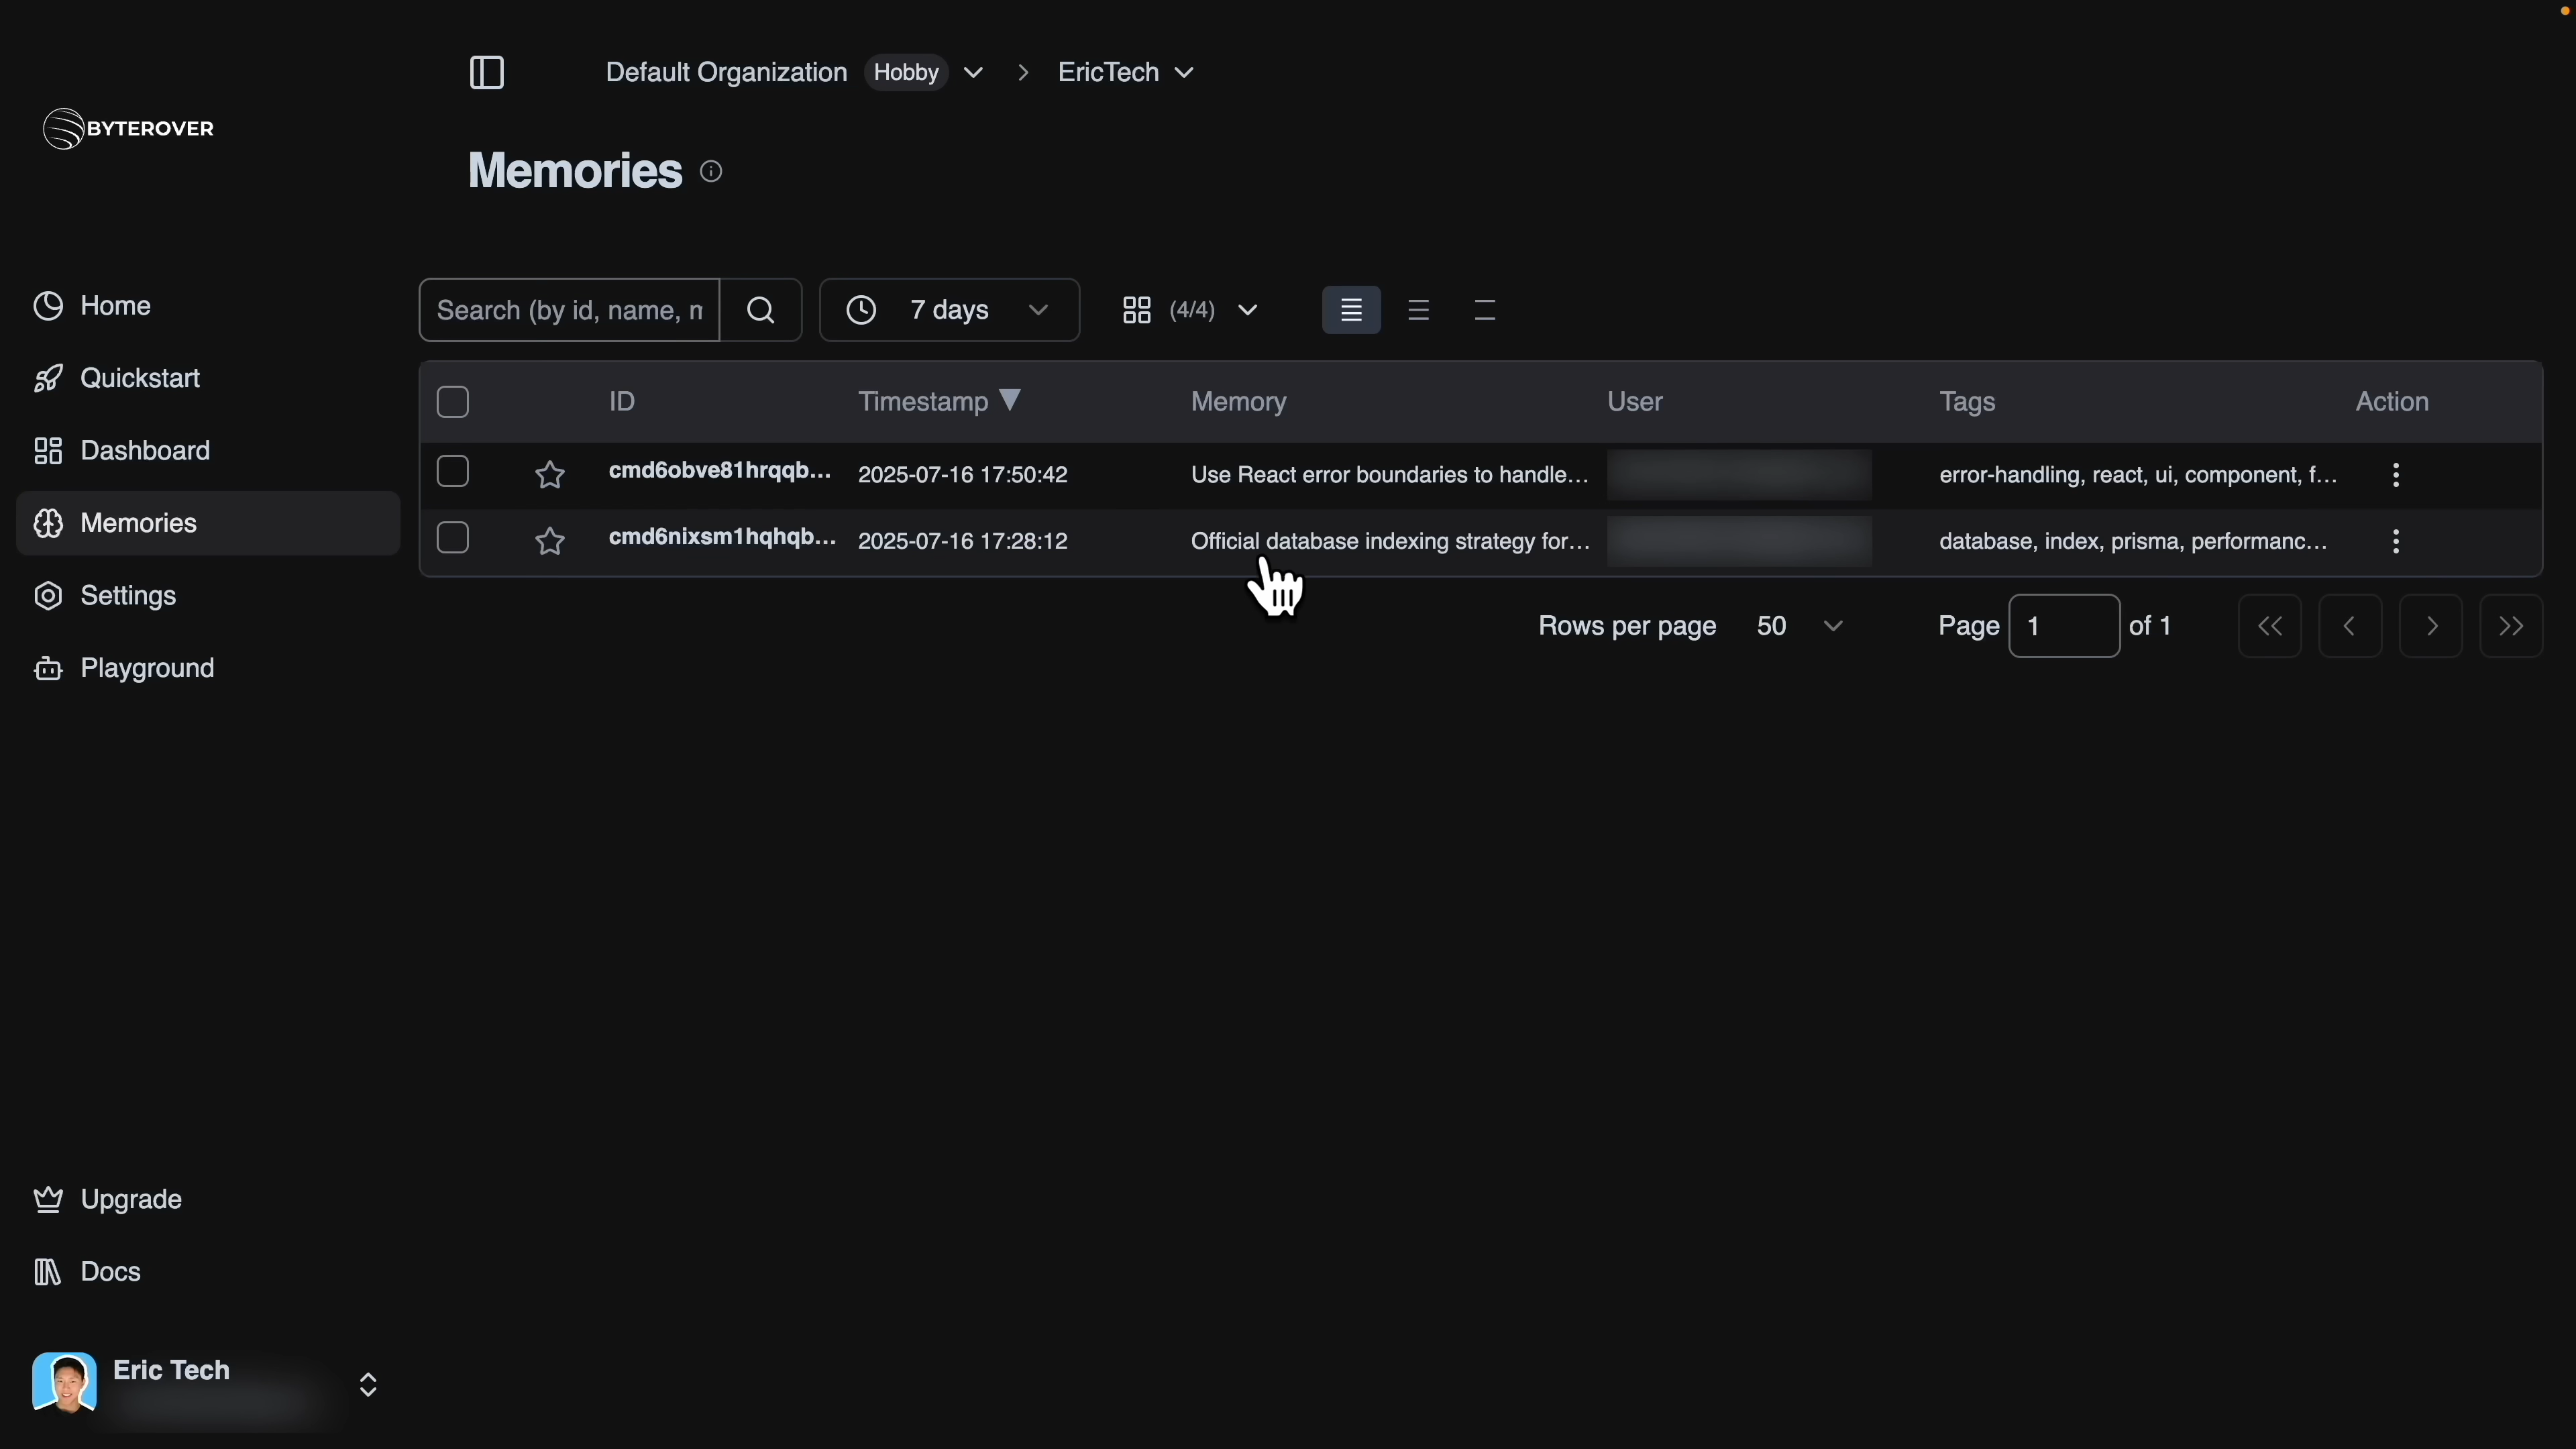 Default Organization Hobby EricTech
BYTEROVER
Memories
Home
Quickstart
Dashboard
Memories
Settings
Playground
Search (by id, name, n
7 days
(4/4)
ID Timestamp ▼ Memory User Tags Action
cmd6obve81hrqqb... 2025-07-16 17:50:42 Use React error boundaries to handle... error-handling, react, ui, component, f...
cmd6nixsm1hqhqb... 2025-07-16 17:28:12 Official database indexing strategy for... database, index, prisma, performanc...
Rows per page 50 Page 1 of 1
Upgrade
Docs
Eric Tech